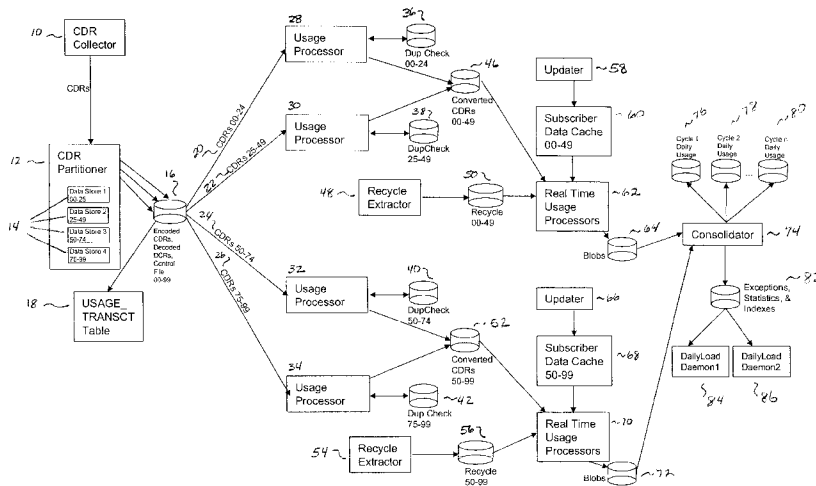 10
CDR
Collector
CDRs
12
CDR
Partitioner
14
Data Store 1
00-25
Data Store 2
25-49
Data Store 3
50-74
Data Store 4
75-99
16
Encoded
CDRs,
Decoded
DCRs,
Control
File
00-99
18
USAGE_
TRANSCT
Table
20
CDRs 00-24
22
CDRs 25-49
24
CDRs 50-74
26
CDRs 75-99
28
Usage
Processor
30
Usage
Processor
32
Usage
Processor
34
Usage
Processor
36
Dup Check
00-24
38
DupCheck
25-49
40
DupCheck
50-74
42
Dup Check
75-99
46
Converted
CDRs
00-49
48
Recycle
Extractor
50
Recycle
00-49
52
Converted
CDRs
50-99
54
Recycle
Extractor
56
Recycle
50-99
Updater
58
Subscriber
Data Cache
00-49
60
Real Time
Usage
Processors
62
64
Blobs
Updater
66
Subscriber
Data Cache
50-99
68
Real Time
Usage
Processors
70
Blobs
72
76
78
80
Cycle 1
Daily
Usage
Cycle 2
Daily
Usage
...
Cycle n
Daily
Usage
Consolidator
74
82
Exceptions,
Statistics, &
Indexes
DailyLoad
Daemon1
DailyLoad
Daemon2
84
86